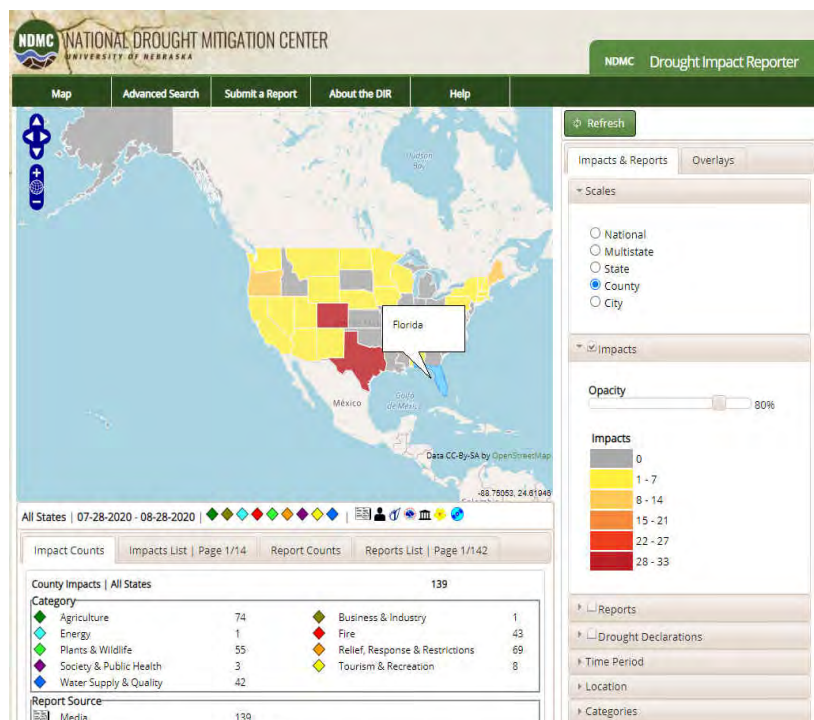 NDMC NATIONAL DROUGHT MITIGATION CENTER
UNIVERSITY OF NEBRASKA
NDMC Drought Impact Reporter
Map Advanced Search Submit a Report About the DIR Help
Refresh
Impacts & Reports Overlays
Scales
National
Multistate
State
County
City
Impacts
Opacity
80%
Impacts
0
1 - 7
8 - 14
15 - 21
22 - 27
28 - 33
Reports
Drought Declarations
Time Period
Location
Categories
Hudson
Bay
Florida
México
Golfo
de México
Data CC-By-SA by OpenStreetMap
-88.75053, 24.61946
All States | 07-28-2020 - 08-28-2020 |
Impact Counts Impacts List | Page 1/14 Report Counts Reports List | Page 1/142
County Impacts | All States 139
Category
Agriculture 74 Business & Industry 1
Energy 1 Fire 43
Plants & Wildlife 55 Relief, Response & Restrictions 69
Society & Public Health 3 Tourism & Recreation 8
Water Supply & Quality 42
Report Source
Media 139